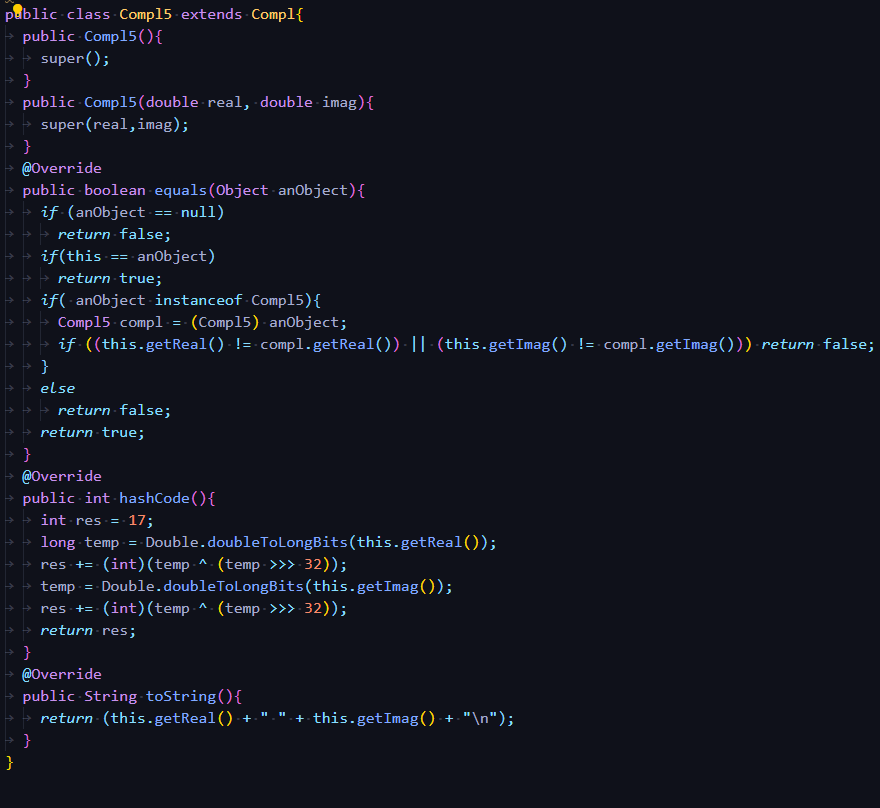 public class Compl5 extends Compl{
public Compl5(){
super();
}
public Compl5(double real, double imag){
super(real,imag);
}
@Override
public boolean equals(Object anObject){
if (anObject == null)
return false;
if(this == anObject)
return true;
if( anObject instanceof Compl5){
Compl5 compl = (Compl5) anObject;
if ((this.getReal() != compl.getReal()) || (this.getImag() != compl.getImag())) return false;
}
else
return false;
return true;
}
@Override
public int hashCode(){
int res = 17;
long temp = Double.doubleToLongBits(this.getReal());
res += (int)(temp ^ (temp >>> 32));
temp = Double.doubleToLongBits(this.getImag());
res += (int)(temp ^ (temp >>> 32));
return res;
}
@Override
public String toString(){
return (this.getReal() + " " + this.getImag() + "\n");
}
}